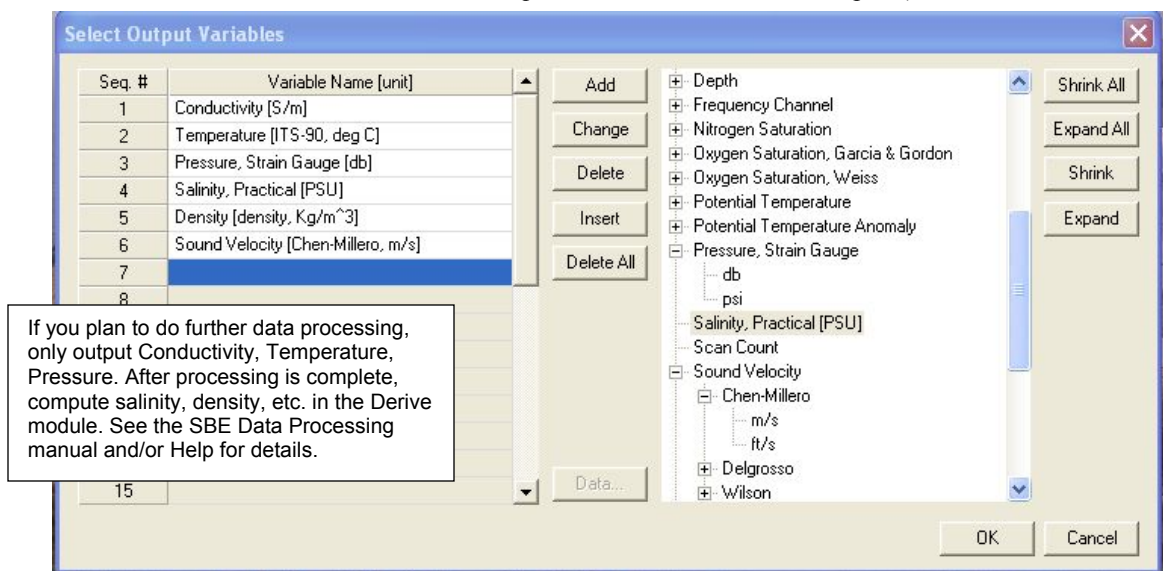 Select Output Variables
Seq. # Variable Name [unit]
1 Conductivity [S/m]
2 Temperature [ITS-90, deg C]
3 Pressure, Strain Gauge [db]
4 Salinity, Practical [PSU]
5 Density [density, Kg/m^3]
6 Sound Velocity [Chen-Millero, m/s]
7
8
15
If you plan to do further data processing,
only output Conductivity, Temperature,
Pressure. After processing is complete,
compute salinity, density, etc. in the Derive
module. See the SBE Data Processing
manual and/or Help for details.
Add
Change
Delete
Insert
Delete All
Data...
Depth
Frequency Channel
Nitrogen Saturation
Oxygen Saturation, Garcia & Gordon
Oxygen Saturation, Weiss
Potential Temperature
Potential Temperature Anomaly
Pressure, Strain Gauge
db
psi
Salinity, Practical [PSU]
Scan Count
Sound Velocity
Chen-Millero
m/s
ft/s
Delgrosso
Wilson
Shrink All
Expand All
Shrink
Expand
OK
Cancel